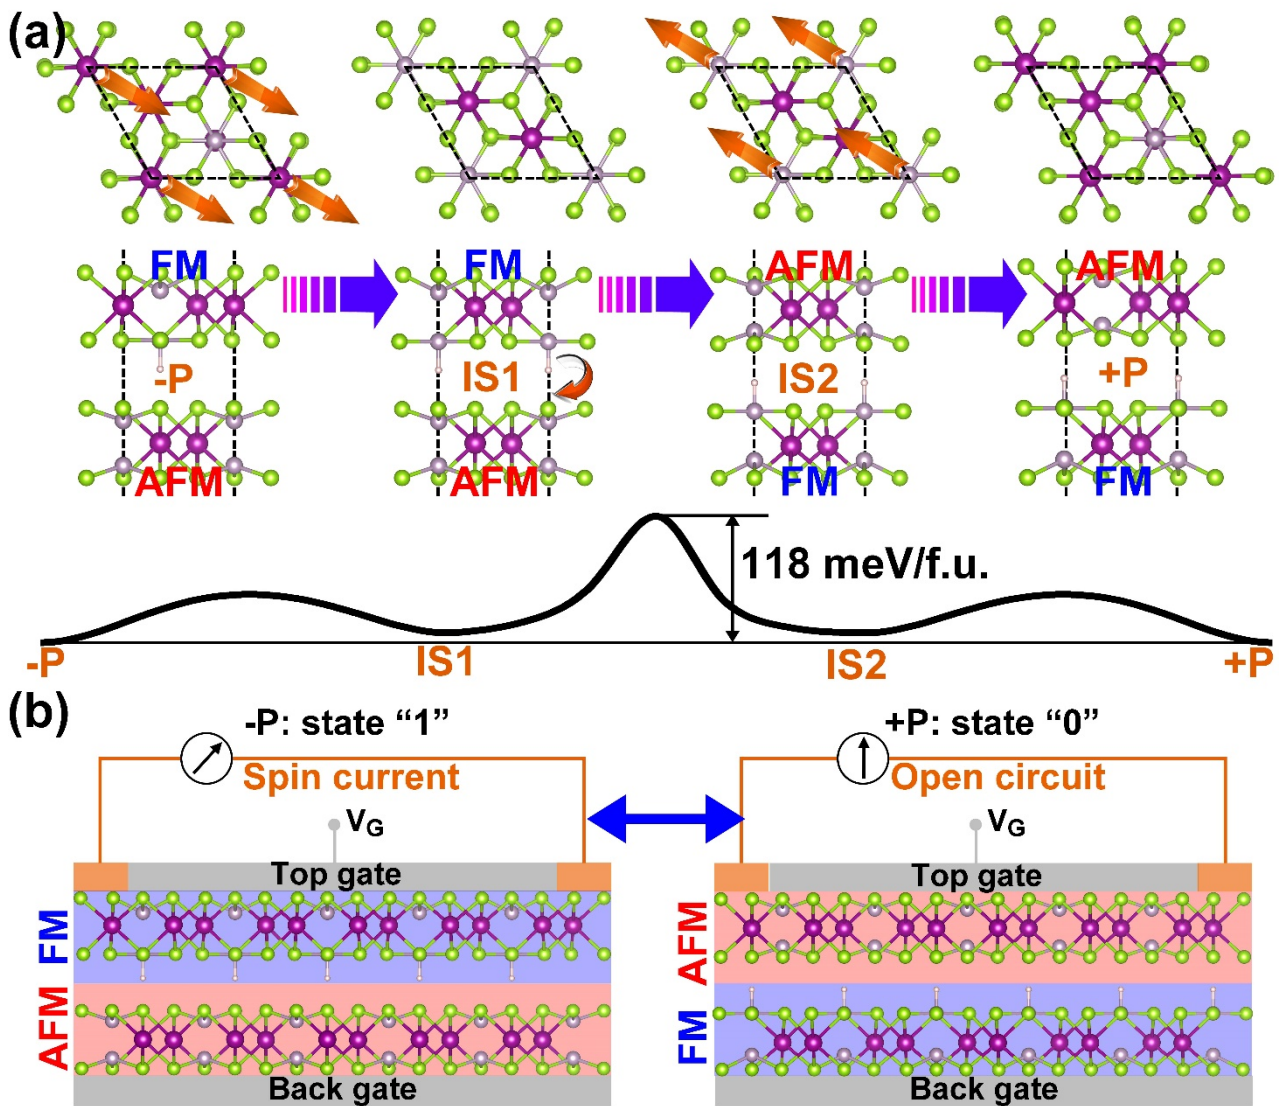 (a)
FM
FM
AFM
AFM
-P
IS1
IS2
+P
AFM
AFM
FM
FM
118 meV/f.u.
-P
IS1
IS2
+P
(b)
-P: state “1”
+P: state “0”
Spin current
Open circuit
VG
VG
Top gate
Top gate
FM
AFM
AFM
FM
Back gate
Back gate